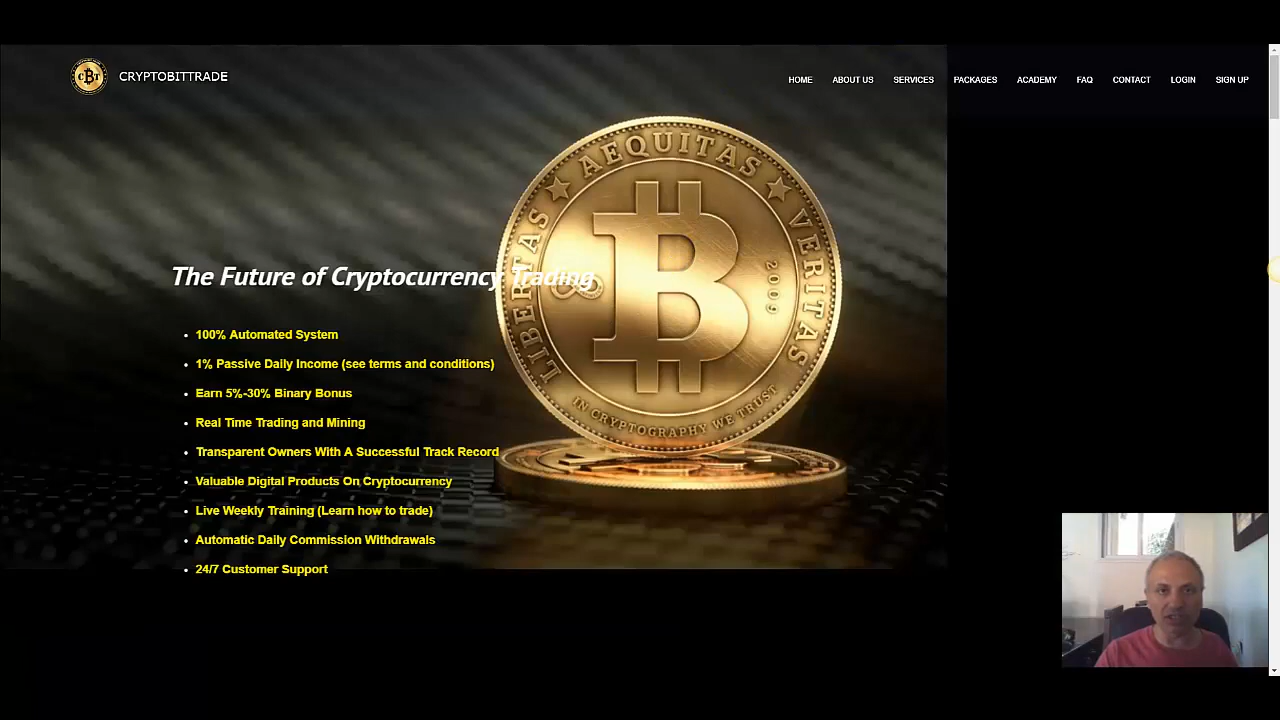 CBT
CRYPTOBITTRADE
HOME ABOUT US SERVICES PACKAGES ACADEMY FAQ CONTACT LOGIN SIGN UP
LIBERTAS ★ AEQUITAS ★ VERITAS
2009
IN CRYPTOGRAPHY WE TRUST
The Future of Cryptocurrency Trading
• 100% Automated System
• 1% Passive Daily Income (see terms and conditions)
• Earn 5%-30% Binary Bonus
• Real Time Trading and Mining
• Transparent Owners With A Successful Track Record
• Valuable Digital Products On Cryptocurrency
• Live Weekly Training (Learn how to trade)
• Automatic Daily Commission Withdrawals
• 24/7 Customer Support